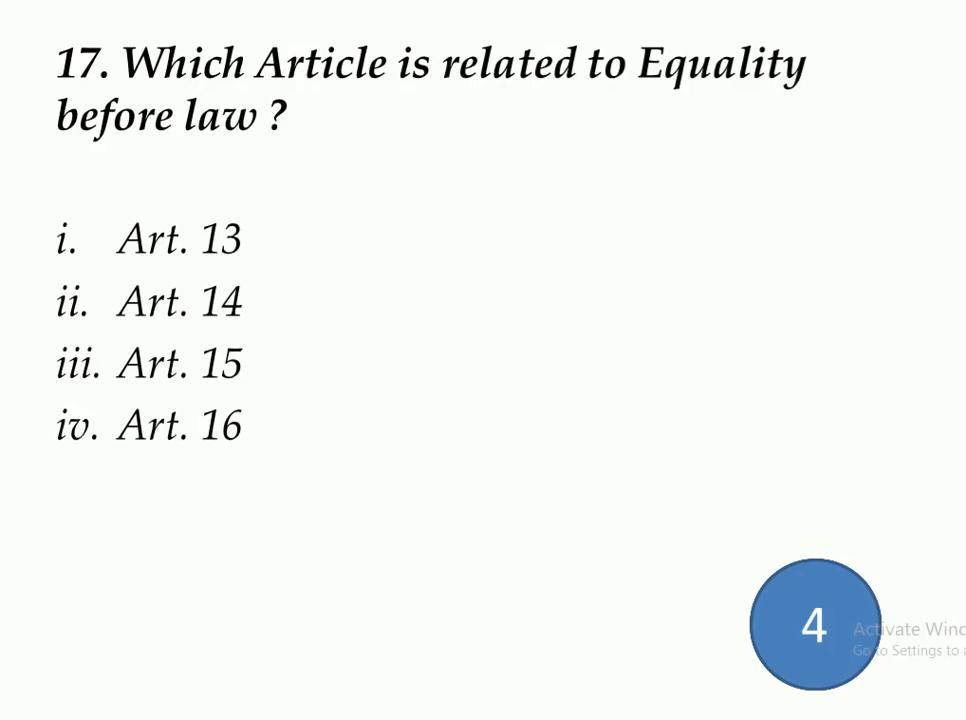 17. Which Article is related to Equality
before law ?
i. Art. 13
ii. Art. 14
iii. Art. 15
iv. Art. 16
4
Activate Winc
Go to Settings to a